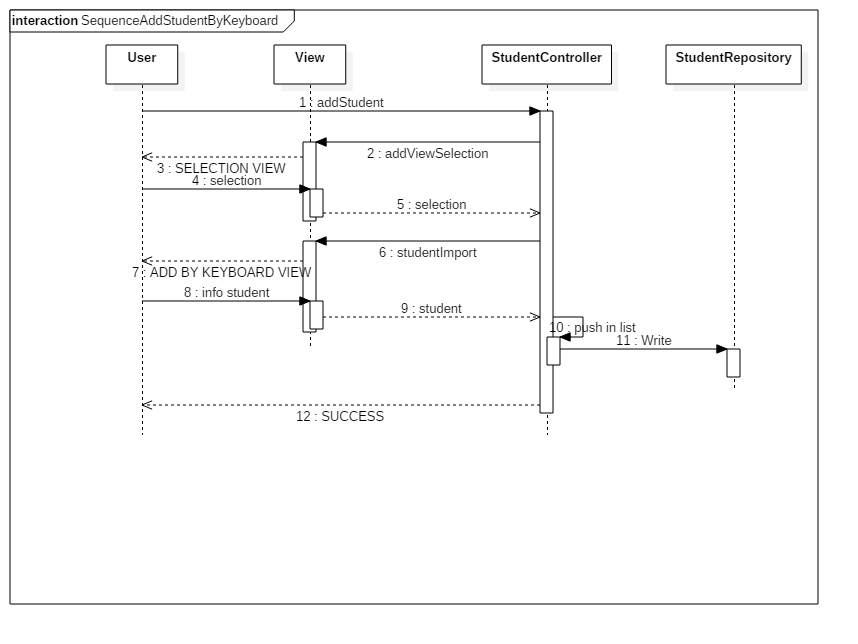 interaction SequenceAddStudentByKeyboard
User
View
StudentController
StudentRepository
1 : addStudent
2 : addViewSelection
3 : SELECTION VIEW
4 : selection
5 : selection
6 : studentImport
7 : ADD BY KEYBOARD VIEW
8 : info student
9 : student
10 : push in list
11 : Write
12 : SUCCESS